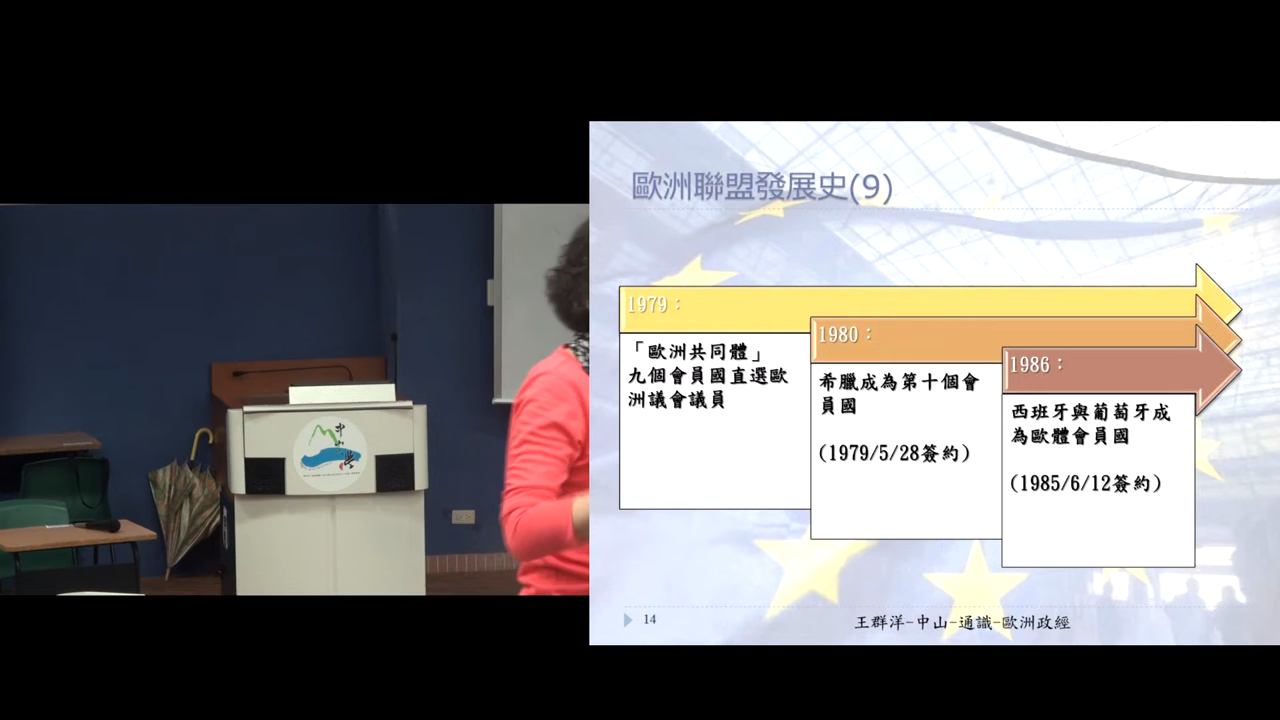 歐洲聯盟發展史(9)
1979：
「歐洲共同體」
九個會員國直選歐
洲議會議員
1980：
希臘成為第十個會
員國
(1979/5/28簽約)
1986：
西班牙與葡萄牙成
為歐體會員國
(1985/6/12簽約)
14
王群洋-中山-通識-歐洲政經
中山